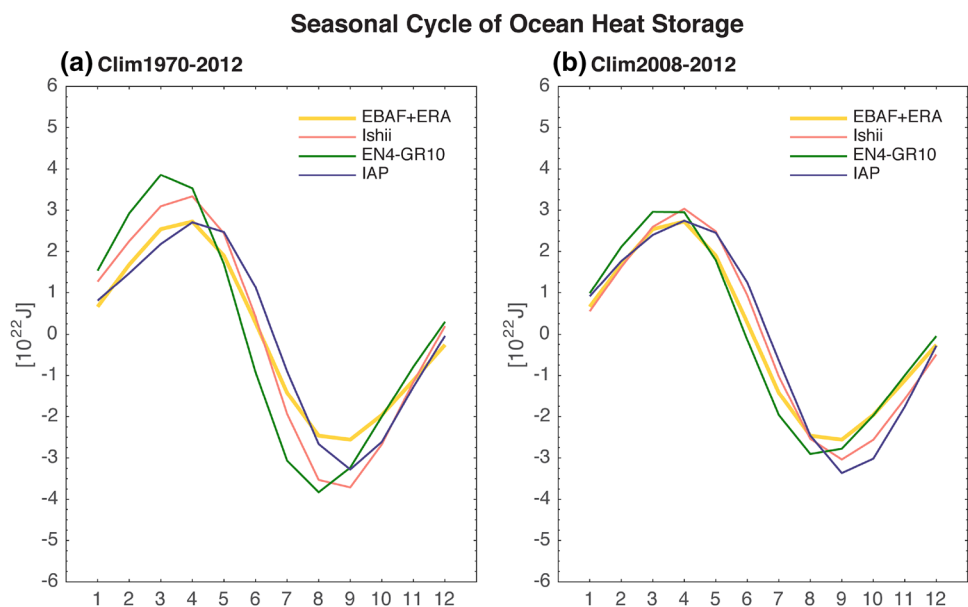 Seasonal Cycle of Ocean Heat Storage
(a) Clim1970-2012
6
5
4
3
2
1
0
-1
-2
-3
-4
-5
-6
[10²²J]
EBAF+ERA
Ishii
EN4-GR10
IAP
1 2 3 4 5 6 7 8 9 10 11 12
(b) Clim2008-2012
6
5
4
3
2
1
0
-1
-2
-3
-4
-5
-6
[10²²J]
EBAF+ERA
Ishii
EN4-GR10
IAP
1 2 3 4 5 6 7 8 9 10 11 12